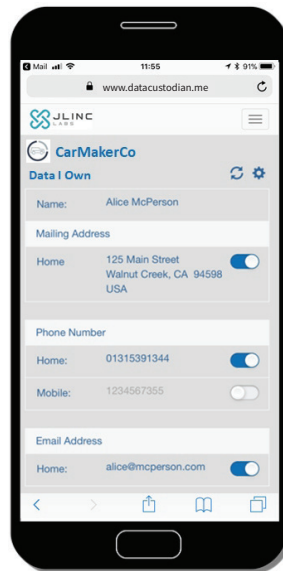 Mail 11:55 91%
www.datacustodian.me
JLINC
LABS
CarMakerCo
Data I Own
Name: Alice McPerson
Mailing Address
Home 125 Main Street
Walnut Creek, CA 94598
USA
Phone Number
Home: 01315391344
Mobile: 1234567355
Email Address
Home: alice@mcperson.com